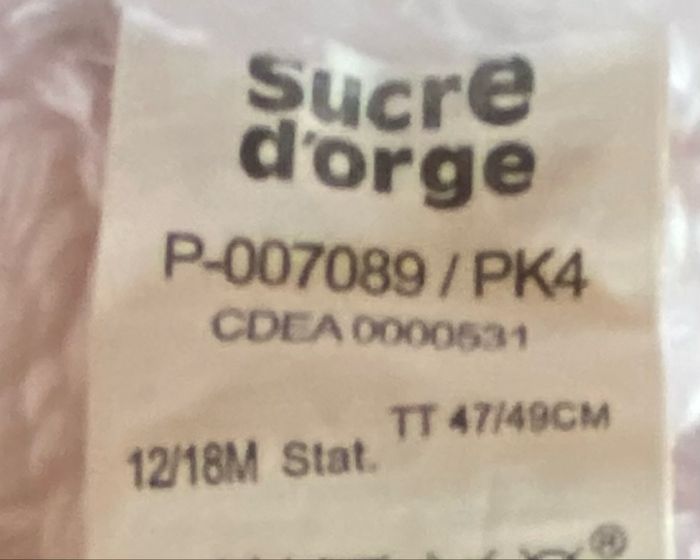 sucre
d'orge
P-007089 / PK4
CDEA 0000531
TT 47/49CM
12/18M Stat.